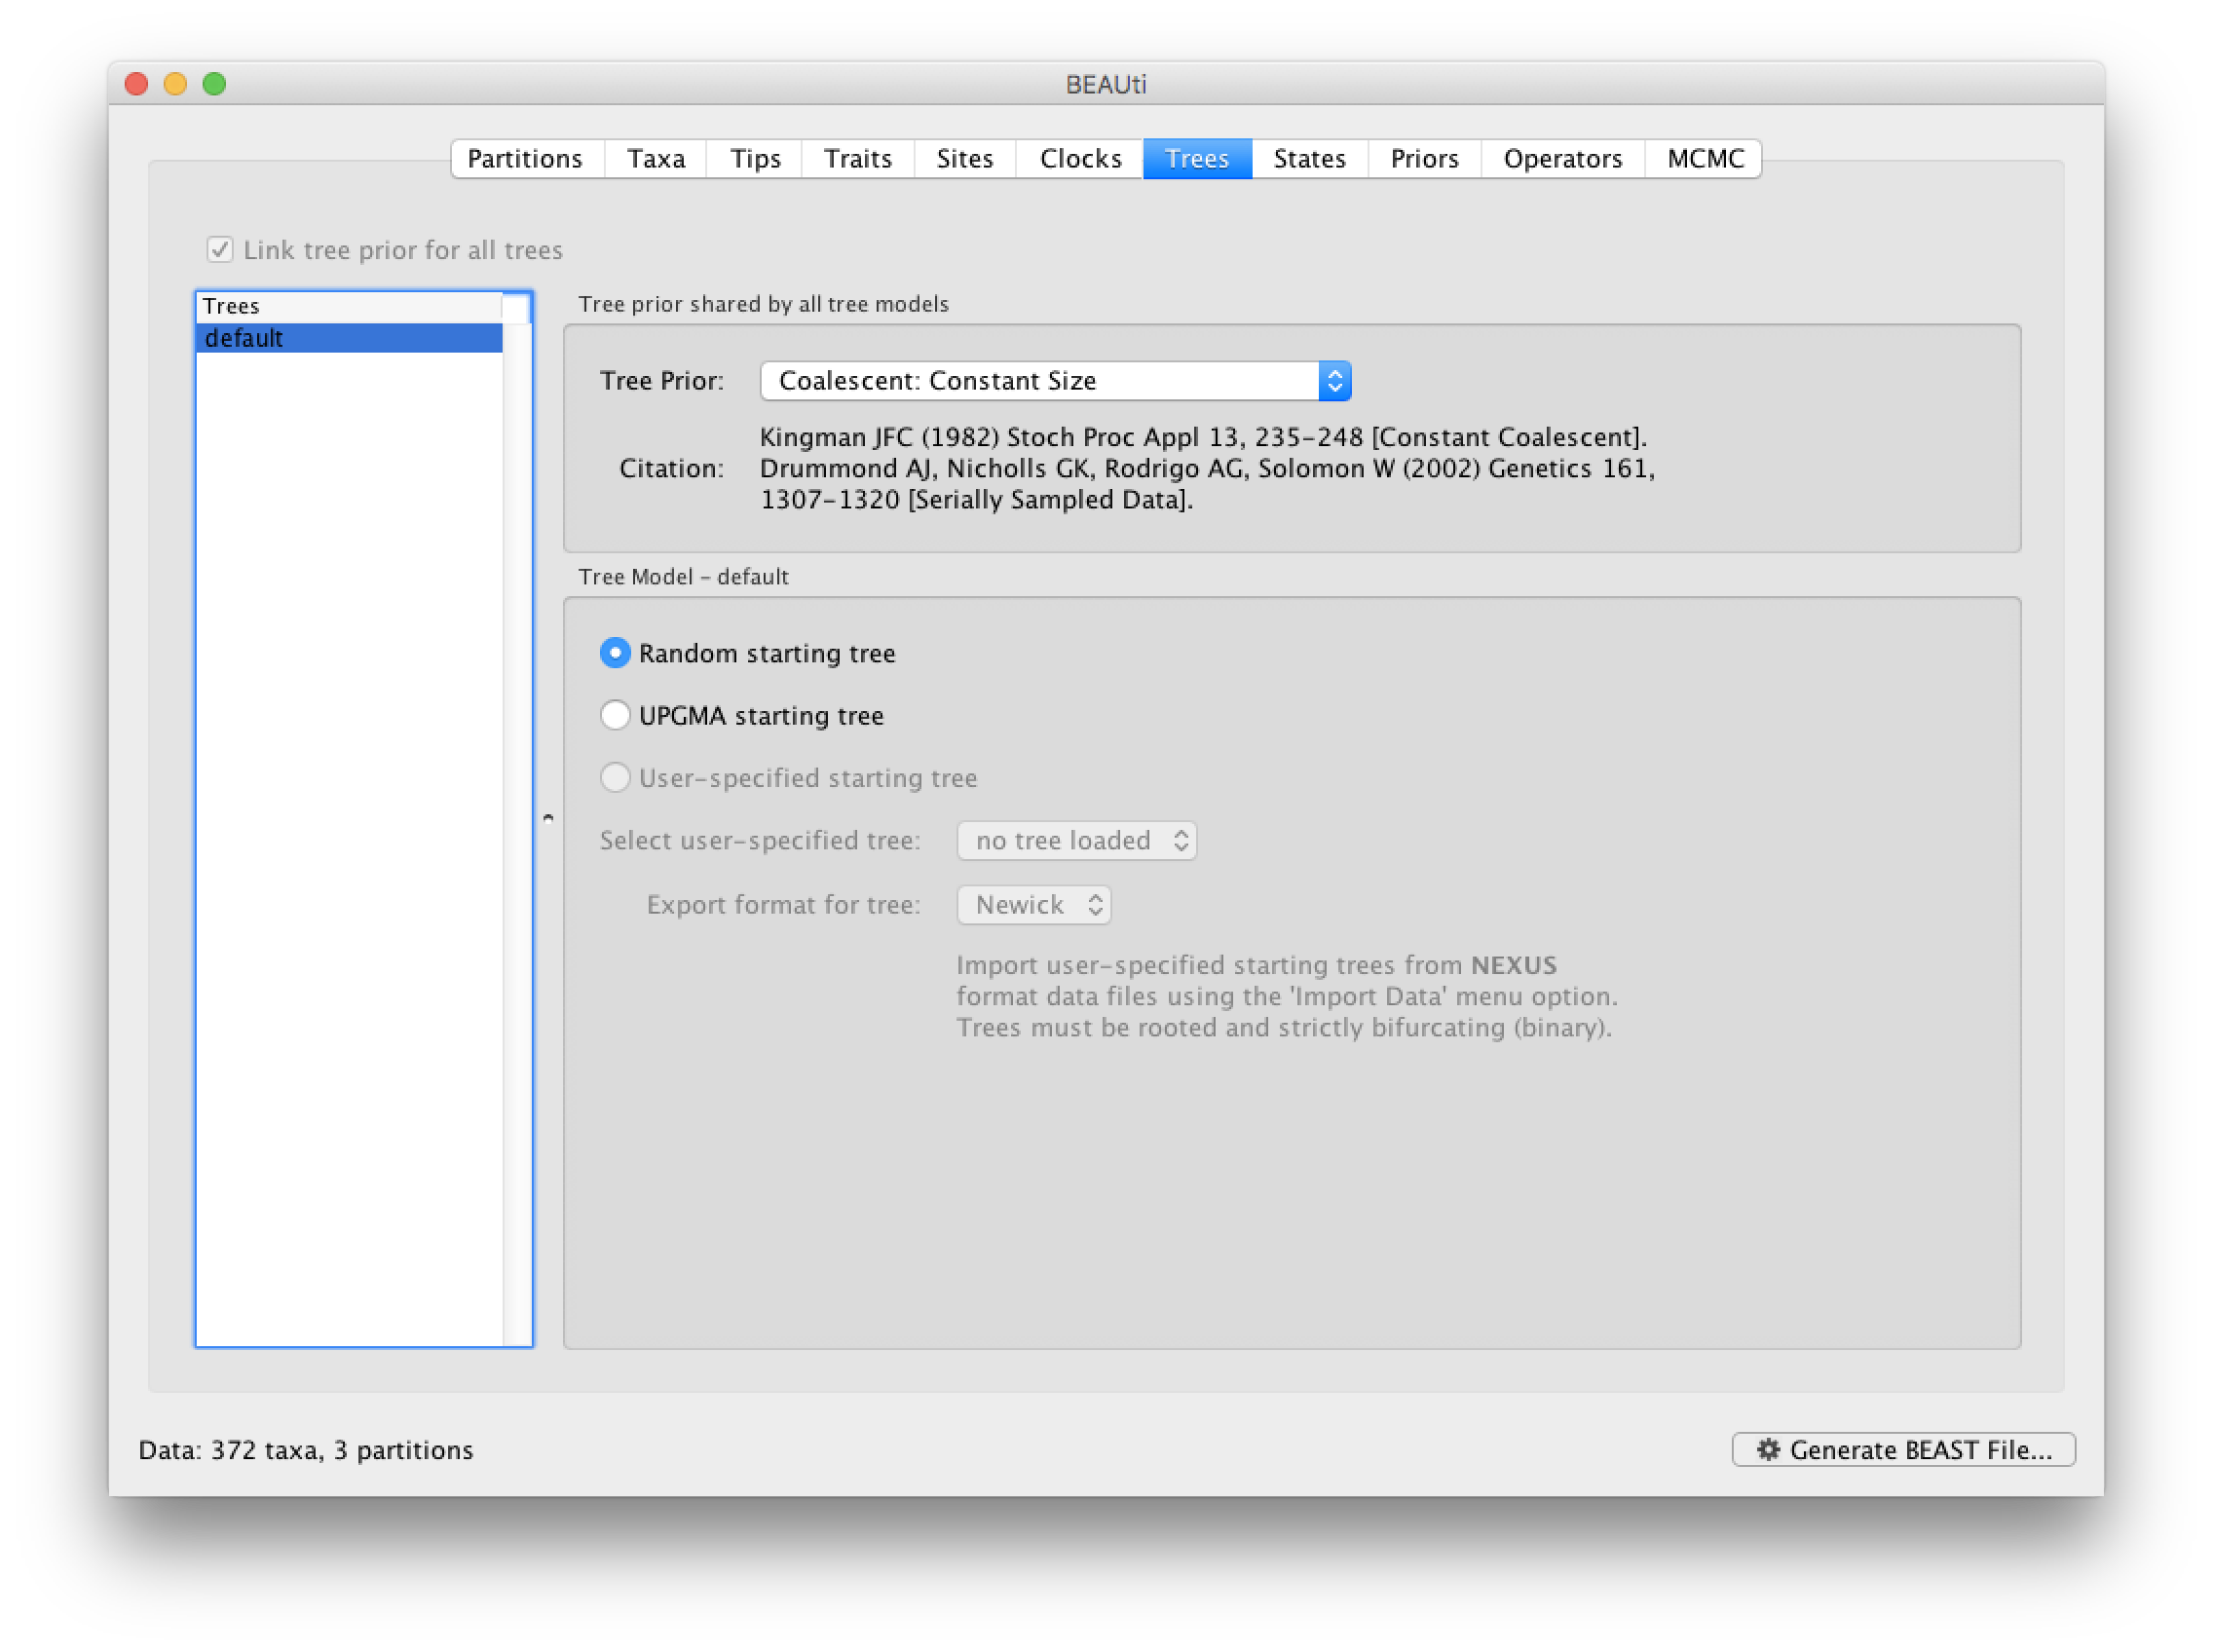 BEAUti
Partitions Taxa Tips Traits Sites Clocks Trees States Priors Operators MCMC
Link tree prior for all trees
Trees
default
Tree prior shared by all tree models
Tree Prior: Coalescent: Constant Size
Kingman JFC (1982) Stoch Proc Appl 13, 235–248 [Constant Coalescent].
Citation: Drummond AJ, Nicholls GK, Rodrigo AG, Solomon W (2002) Genetics 161,
1307–1320 [Serially Sampled Data].
Tree Model – default
Random starting tree
UPGMA starting tree
User–specified starting tree
Select user–specified tree: no tree loaded
Export format for tree: Newick
Import user–specified starting trees from NEXUS
format data files using the 'Import Data' menu option.
Trees must be rooted and strictly bifurcating (binary).
Data: 372 taxa, 3 partitions
Generate BEAST File...